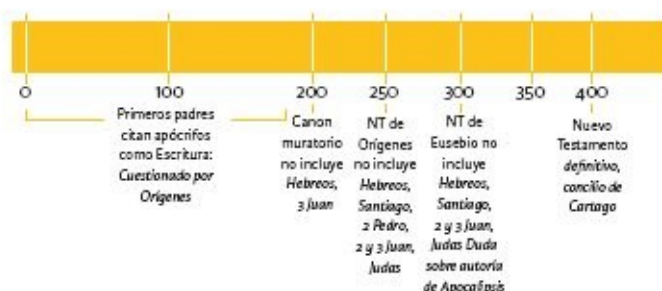 0 100 200 250 300 350 400
Primeros padres
citan apócrifos
como Escritura:
Cuestionado por
Orígenes
Canon
muratorio
no incluye
Hebreos,
3 Juan
NT de
Orígenes
no incluye
Hebreos,
Santiago,
2 Pedro,
2 y 3 Juan,
Judas
NT de
Eusebio no
incluye
Hebreos,
Santiago,
2 y 3 Juan,
Judas Duda
sobre autoría
de Apocalipsis
Nuevo
Testamento
definitivo,
concilio de
Cartago